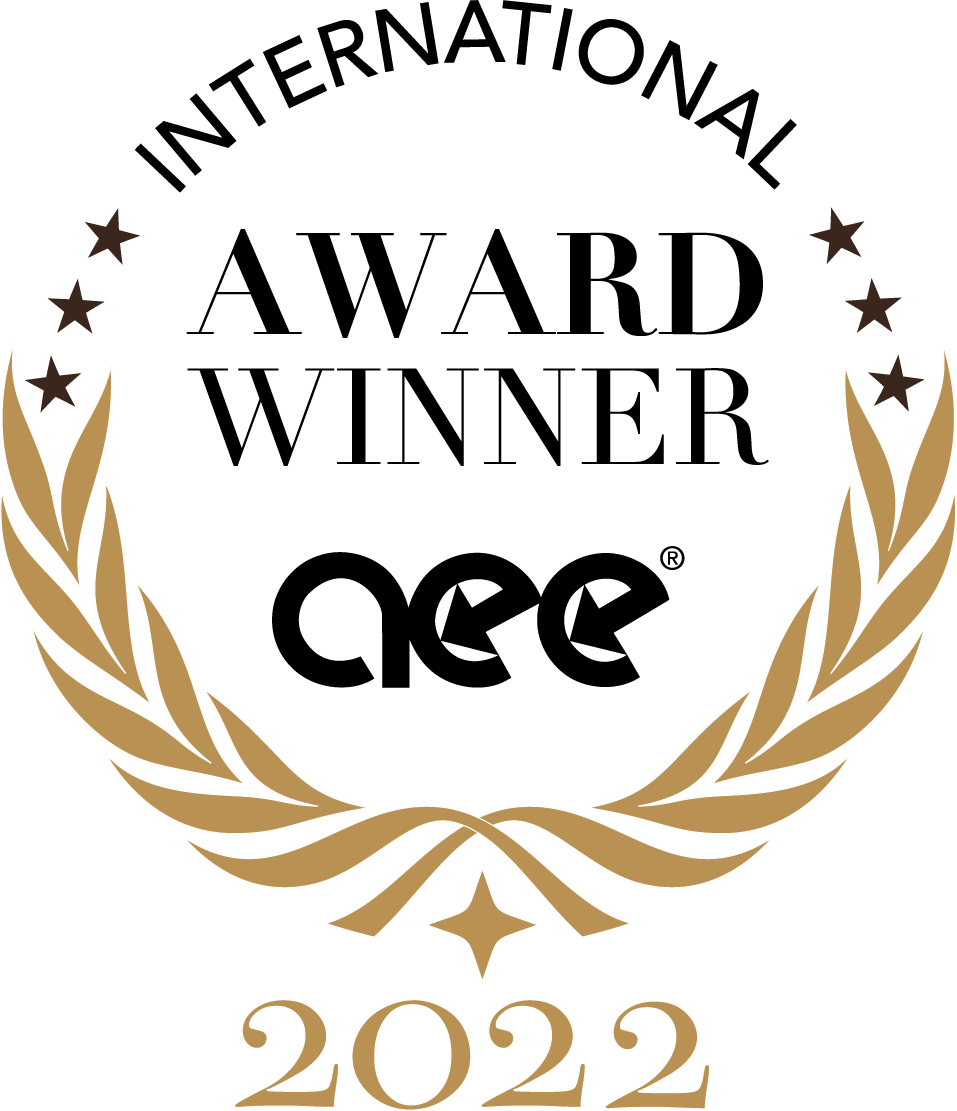 INTERNATIONAL
AWARD
WINNER
aee®
2022